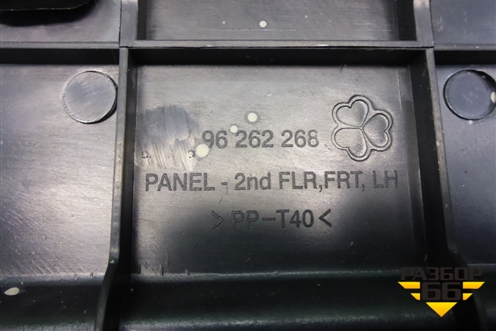 96 262 268
PANEL - 2nd FLR,FRT, LH
>PP-T40<
РАЗБОР
66